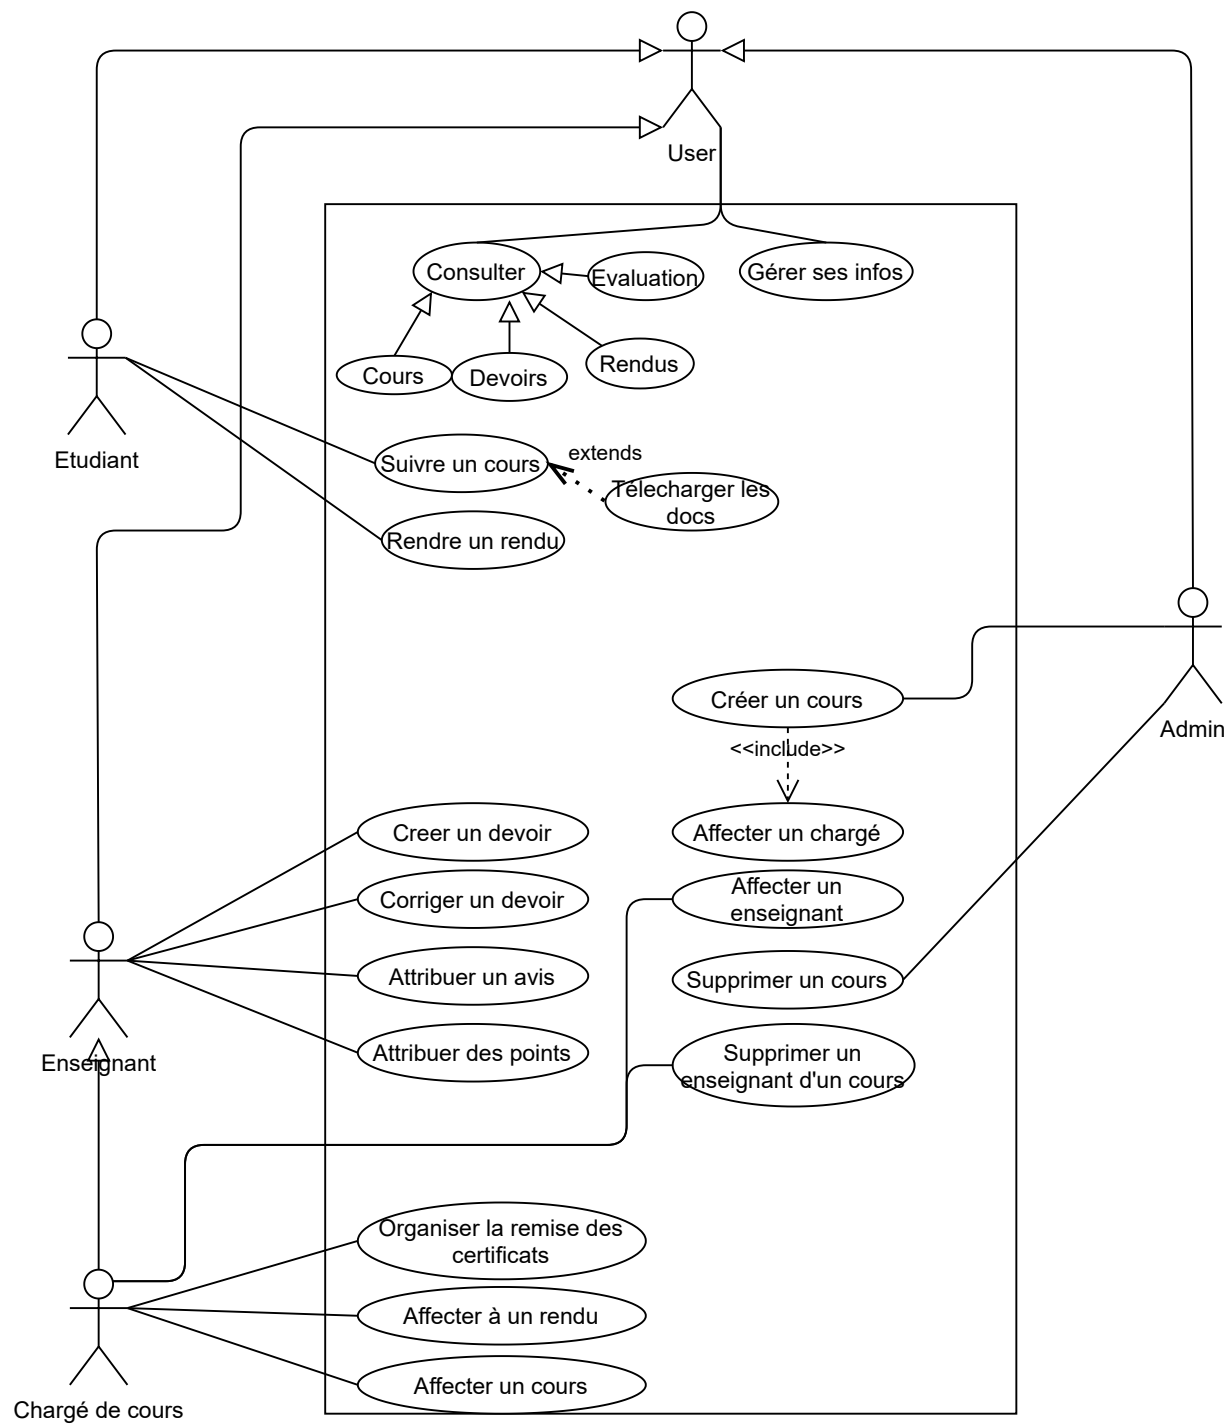 User
Consulter
Evaluation
Gérer ses infos
Cours
Devoirs
Rendus
Etudiant
Suivre un cours
extends
Télecharger les
docs
Rendre un rendu
Créer un cours
<<include>>
Admin
Creer un devoir
Affecter un chargé
Corriger un devoir
Affecter un
enseignant
Attribuer un avis
Supprimer un cours
Enseignant
Attribuer des points
Supprimer un
enseignant d'un cours
Organiser la remise des
certificats
Affecter à un rendu
Affecter un cours
Chargé de cours